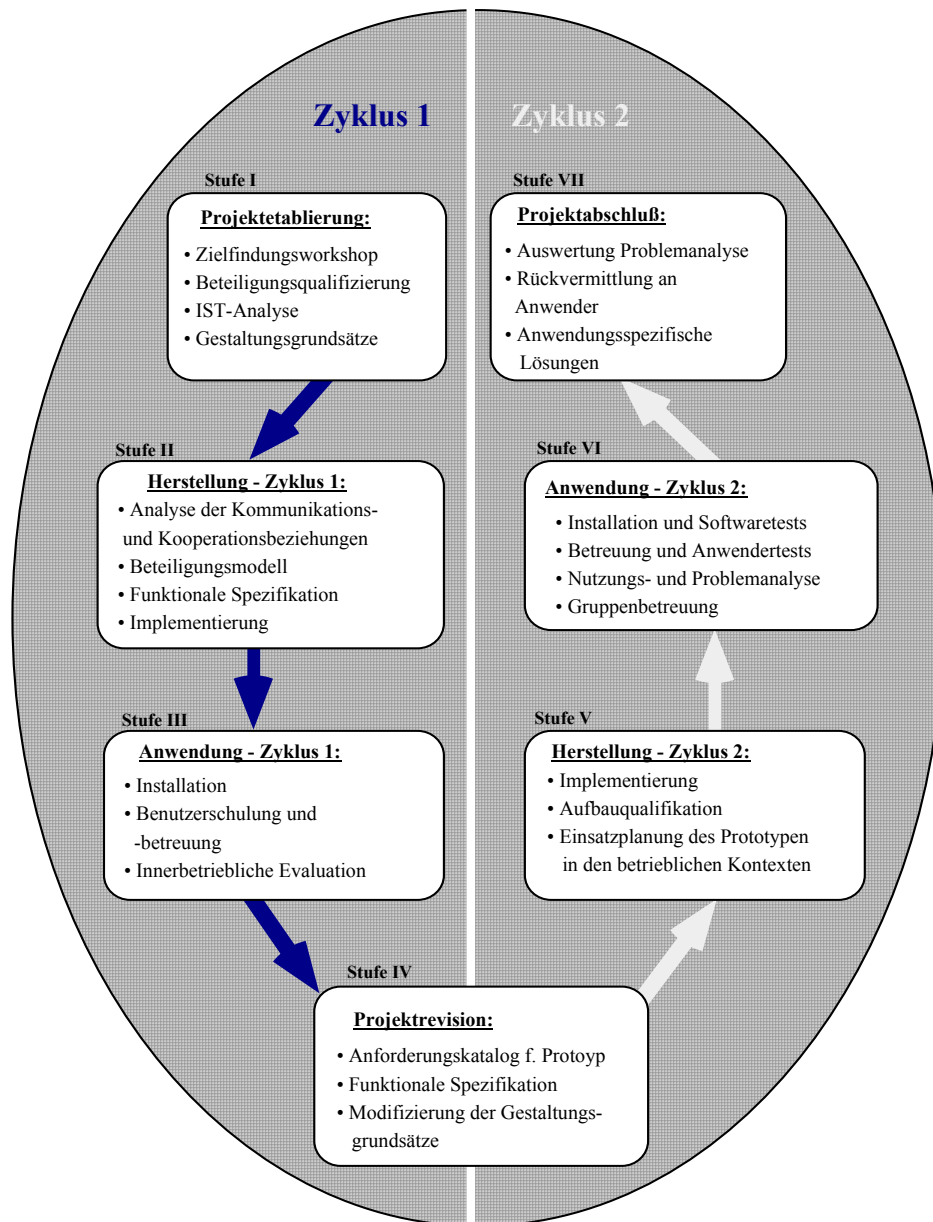 Zyklus 1
Zyklus 2
Stufe I
Projektetablierung:
• Zielfindungsworkshop
• Beteiligungsqualifizierung
• IST-Analyse
• Gestaltungsgrundsätze
Stufe II
Herstellung - Zyklus 1:
• Analyse der Kommunikations-
und Kooperationsbeziehungen
• Beteiligungsmodell
• Funktionale Spezifikation
• Implementierung
Stufe III
Anwendung - Zyklus 1:
• Installation
• Benutzerschulung und
-betreuung
• Innerbetriebliche Evaluation
Stufe IV
Projektrevision:
• Anforderungskatalog f. Protoyp
• Funktionale Spezifikation
• Modifizierung der Gestaltungs-
grundsätze
Stufe V
Herstellung - Zyklus 2:
• Implementierung
• Aufbauqualifikation
• Einsatzplanung des Prototypen
in den betrieblichen Kontexten
Stufe VI
Anwendung - Zyklus 2:
• Installation und Softwaretests
• Betreuung und Anwendertests
• Nutzungs- und Problemanalyse
• Gruppenbetreuung
Stufe VII
Projektabschluß:
• Auswertung Problemanalyse
• Rückvermittlung an
Anwender
• Anwendungsspezifische
Lösungen